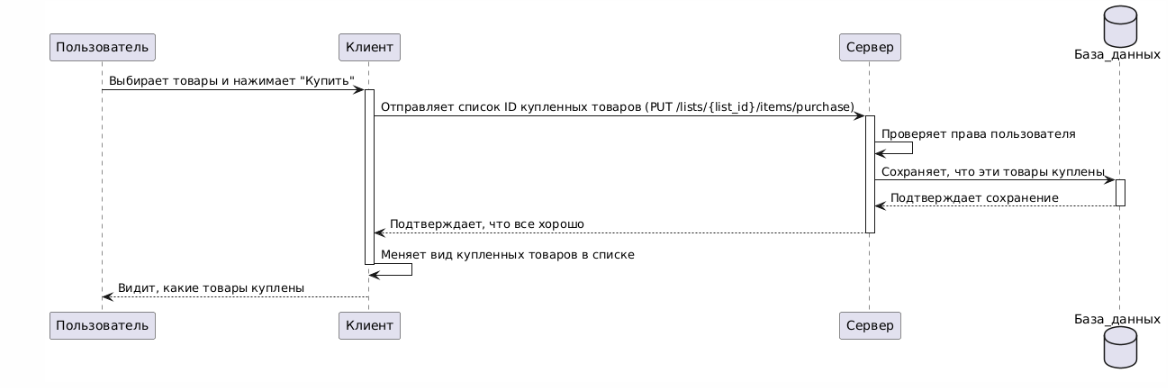 Пользователь
Клиент
Сервер
База_данных
Выбирает товары и нажимает "Купить"
Отправляет список ID купленных товаров (PUT /lists/{list_id}/items/purchase)
Проверяет права пользователя
Сохраняет, что эти товары куплены
Подтверждает сохранение
Подтверждает, что все хорошо
Меняет вид купленных товаров в списке
Видит, какие товары куплены
Пользователь
Клиент
Сервер
База_данных